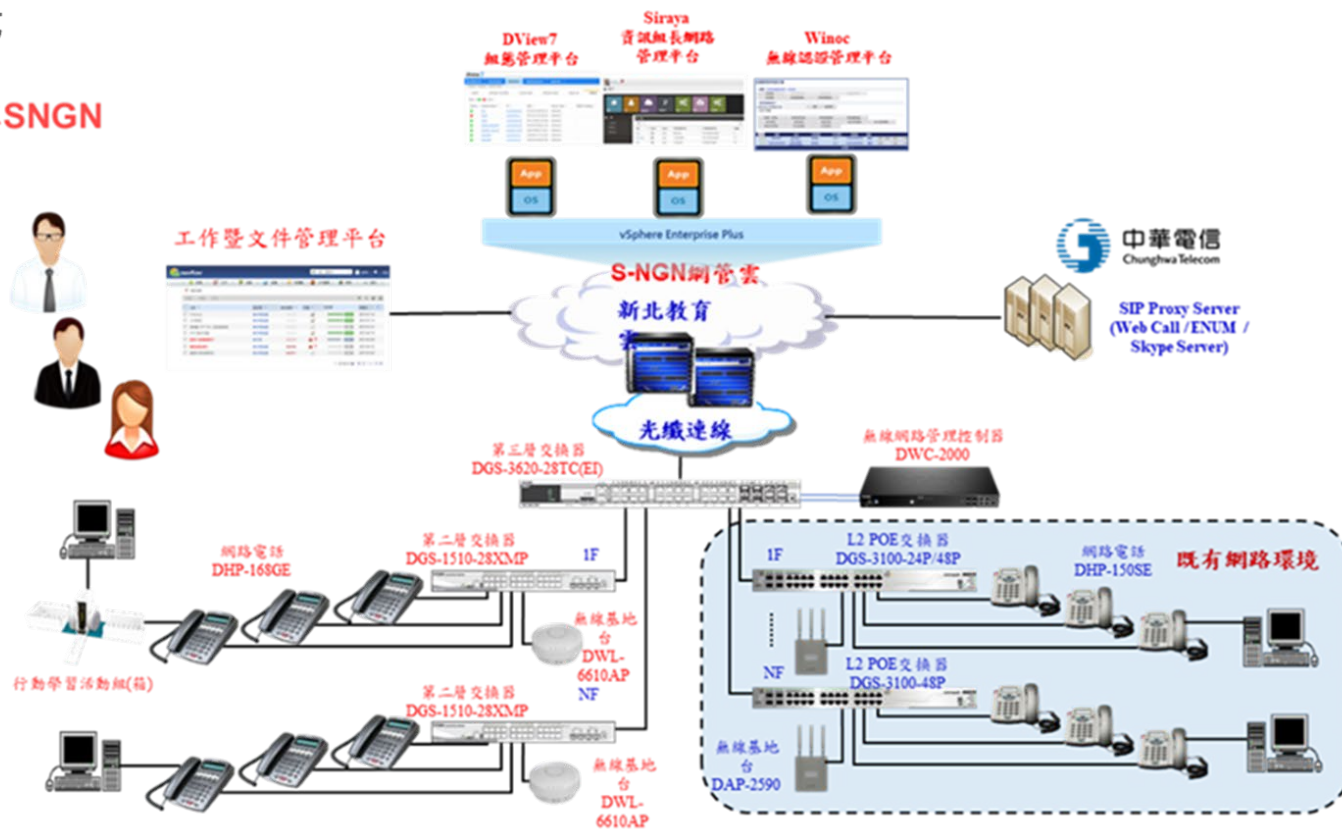 SNGN
DView7
組態管理平台
Siraya
資訊組長網路
管理平台
Winoc
無線認證管理平台
App
OS
App
OS
App
OS
vSphere Enterprise Plus
工作暨文件管理平台
S-NGN網管雲
新北教育
雲
中華電信
Chunghwa Telecom
SIP Proxy Server
(Web Call /ENUM /
Skype Server)
光纖連線
第三層交換器
DGS-3620-28TC(EI)
無線網路管理控制器
DWC-2000
網路電話
DHP-168GE
第二層交換器
DGS-1510-28XMP
1F
無線基地
台
DWL-
6610AP
行動學習活動組(箱)
第二層交換器
DGS-1510-28XMP
NF
無線基地
台
DWL-
6610AP
1F
L2 POE交換器
DGS-3100-24P/48P
網路電話
DHP-150SE
既有網路環境
NF
L2 POE交換器
DGS-3100-48P
無線基地
台
DAP-2590